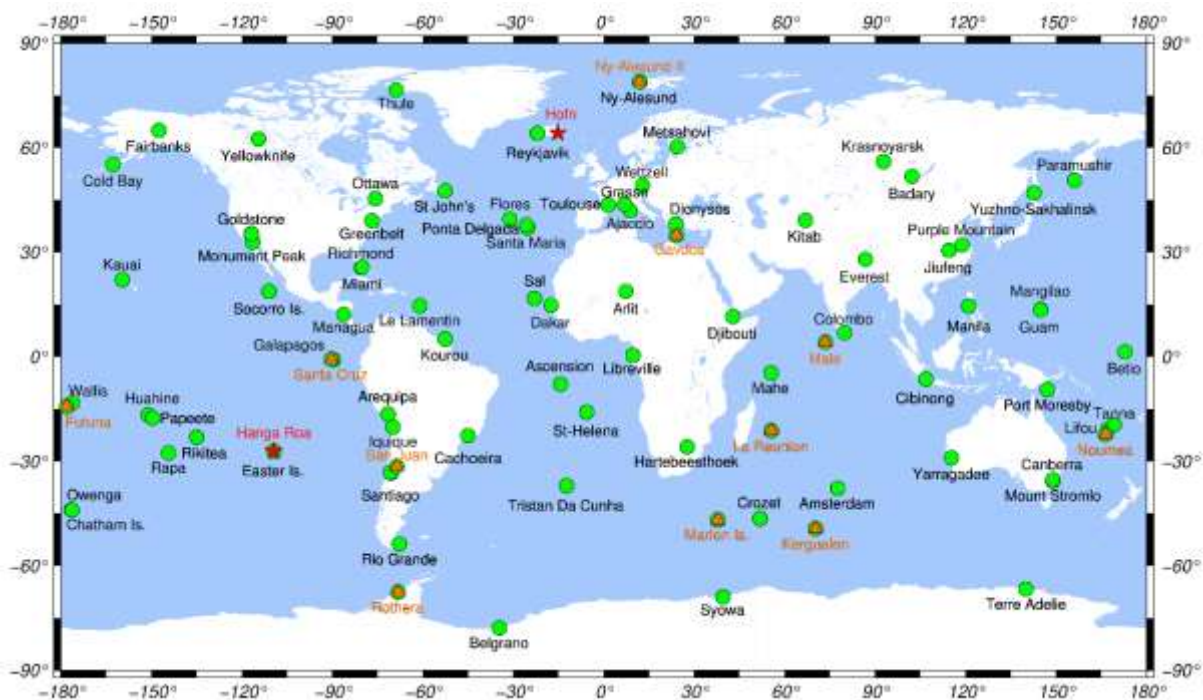 −180° −150° −120° −90° −60° −30° 0° 30° 60° 90° 120° 150° 180°
90° 90°
Ny-Alesund II
Ny-Alesund
Thule
Hofn
Reykjavik
Metsahovi
Fairbanks
Yellowknife
Krasnoyarsk
60° 60°
Cold Bay
Badary
Paramushir
Wettzell
Ottawa
St John's
Flores
Toulouse
Grasse
Yuzhno-Sakhalinsk
Goldstone
Greenbelt
Ponta Delgada
Ajaccio
Dionysos
Santa Maria
Kitab
Purple Mountain
Monument Peak
Richmond
Gavdos
30° 30°
Kauai
Miami
Everest
Jiufeng
Socorro Is.
Sal
Arlit
Mangilao
Managua
Le Lamentin
Dakar
Djibouti
Colombo
Manila
Guam
Galapagos
Kourou
Male
0° 0°
Santa Cruz
Ascension
Libreville
Betio
Wallis
Huahine
Arequipa
Mahe
Cibinong
Port Moresby
Futuna
Papeete
St-Helena
Tanna
Hanga Roa
Iquique
Lifou
Rikitea
San Juan
Cachoeira
La Reunion
Noumea
−30° −30°
Rapa
Easter Is.
Hartebeesthoek
Yarragadee
Canberra
Owenga
Santiago
Tristan Da Cunha
Crozet
Amsterdam
Mount Stromlo
Chatham Is.
Marion Is.
Kerguelen
Rio Grande
−60° −60°
Rothera
Syowa
Terre Adelie
Belgrano
−90° −90°
−180° −150° −120° −90° −60° −30° 0° 30° 60° 90° 120° 150° 180°